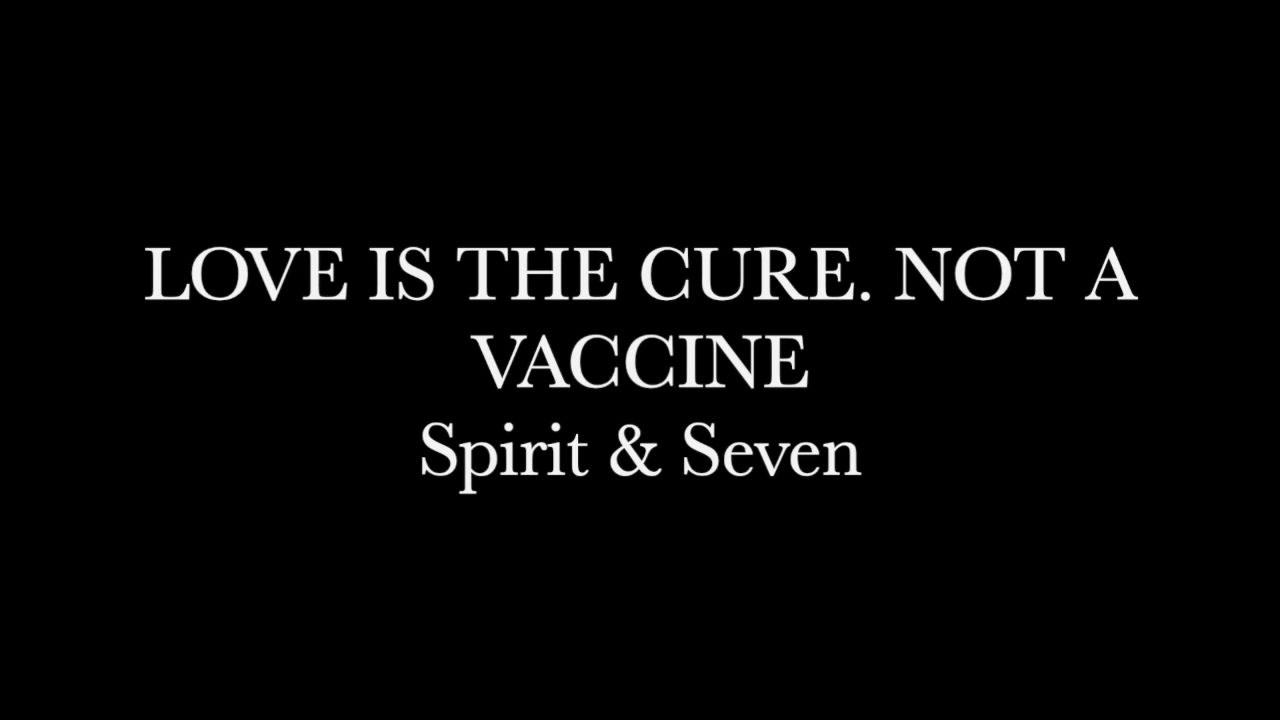 LOVE IS THE CURE. NOT A
VACCINE
Spirit & Seven